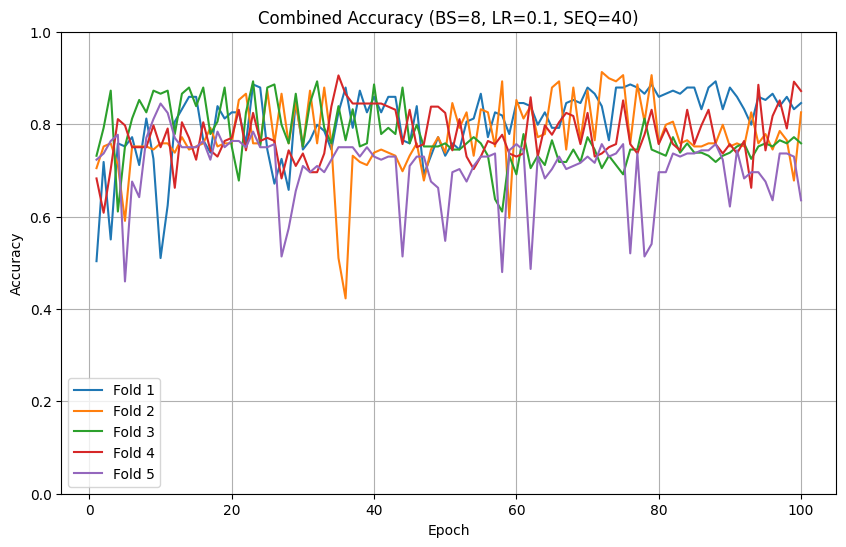 Combined Accuracy (BS=8, LR=0.1, SEQ=40)
1.0
0.8
0.6
0.4
0.2
0.0
Accuracy
Fold 1
Fold 2
Fold 3
Fold 4
Fold 5
0 20 40 60 80 100
Epoch